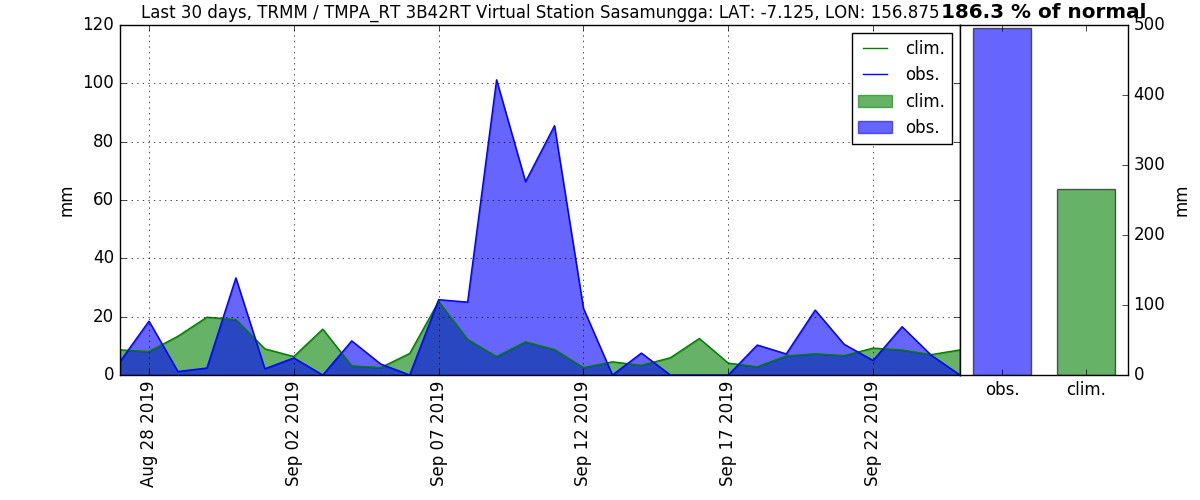 Last 30 days, TRMM / TMPA_RT 3B42RT Virtual Station Sasamungga: LAT: -7.125, LON: 156.875
186.3 % of normal
120
100
80
60
40
20
0
mm
clim.
obs.
clim.
obs.
Aug 28 2019
Sep 02 2019
Sep 07 2019
Sep 12 2019
Sep 17 2019
Sep 22 2019
500
400
300
200
100
0
mm
obs.
clim.